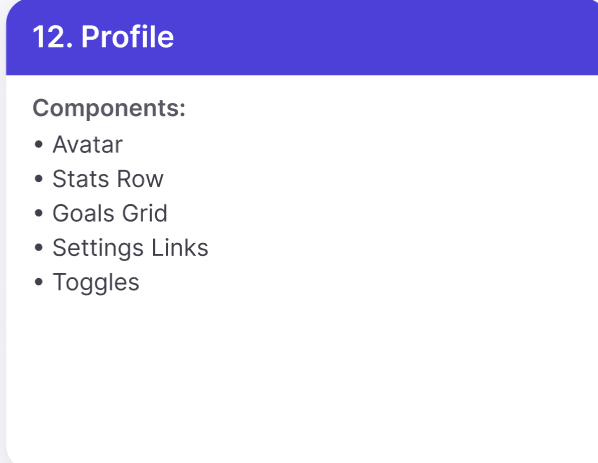 12. Profile
Components:
• Avatar
• Stats Row
• Goals Grid
• Settings Links
• Toggles